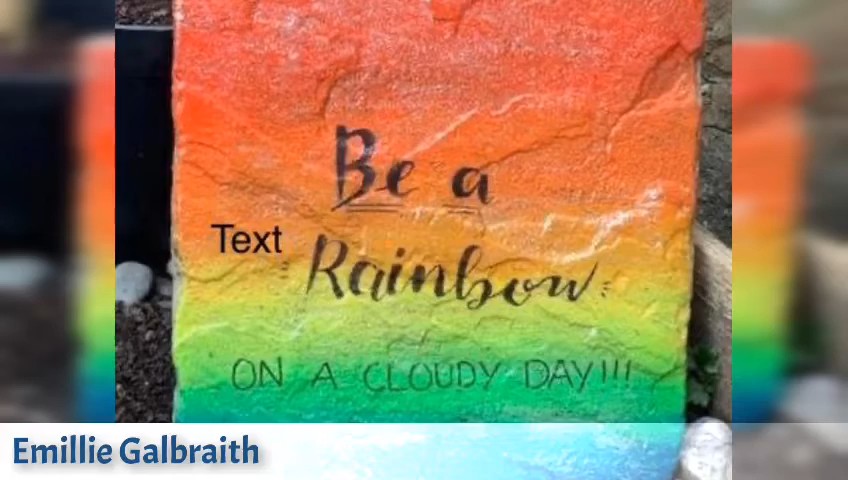 Be a
Text
Rainbow
ON A CLOUDY DAY!!!
Emillie Galbraith